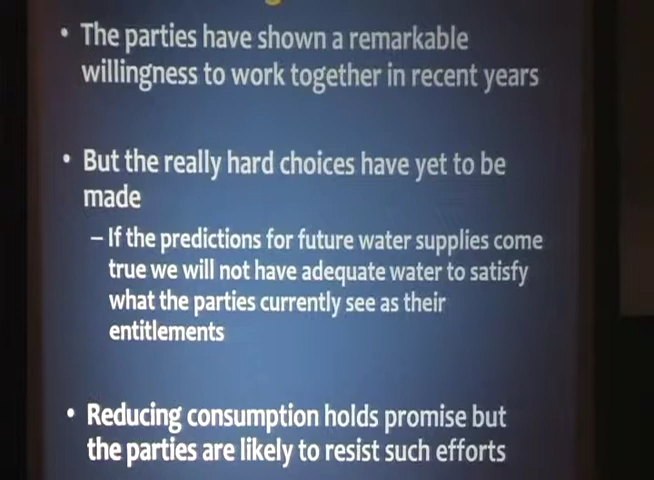 • The parties have shown a remarkable
willingness to work together in recent years
• But the really hard choices have yet to be
made
– If the predictions for future water supplies come
true we will not have adequate water to satisfy
what the parties currently see as their
entitlements
• Reducing consumption holds promise but
the parties are likely to resist such efforts